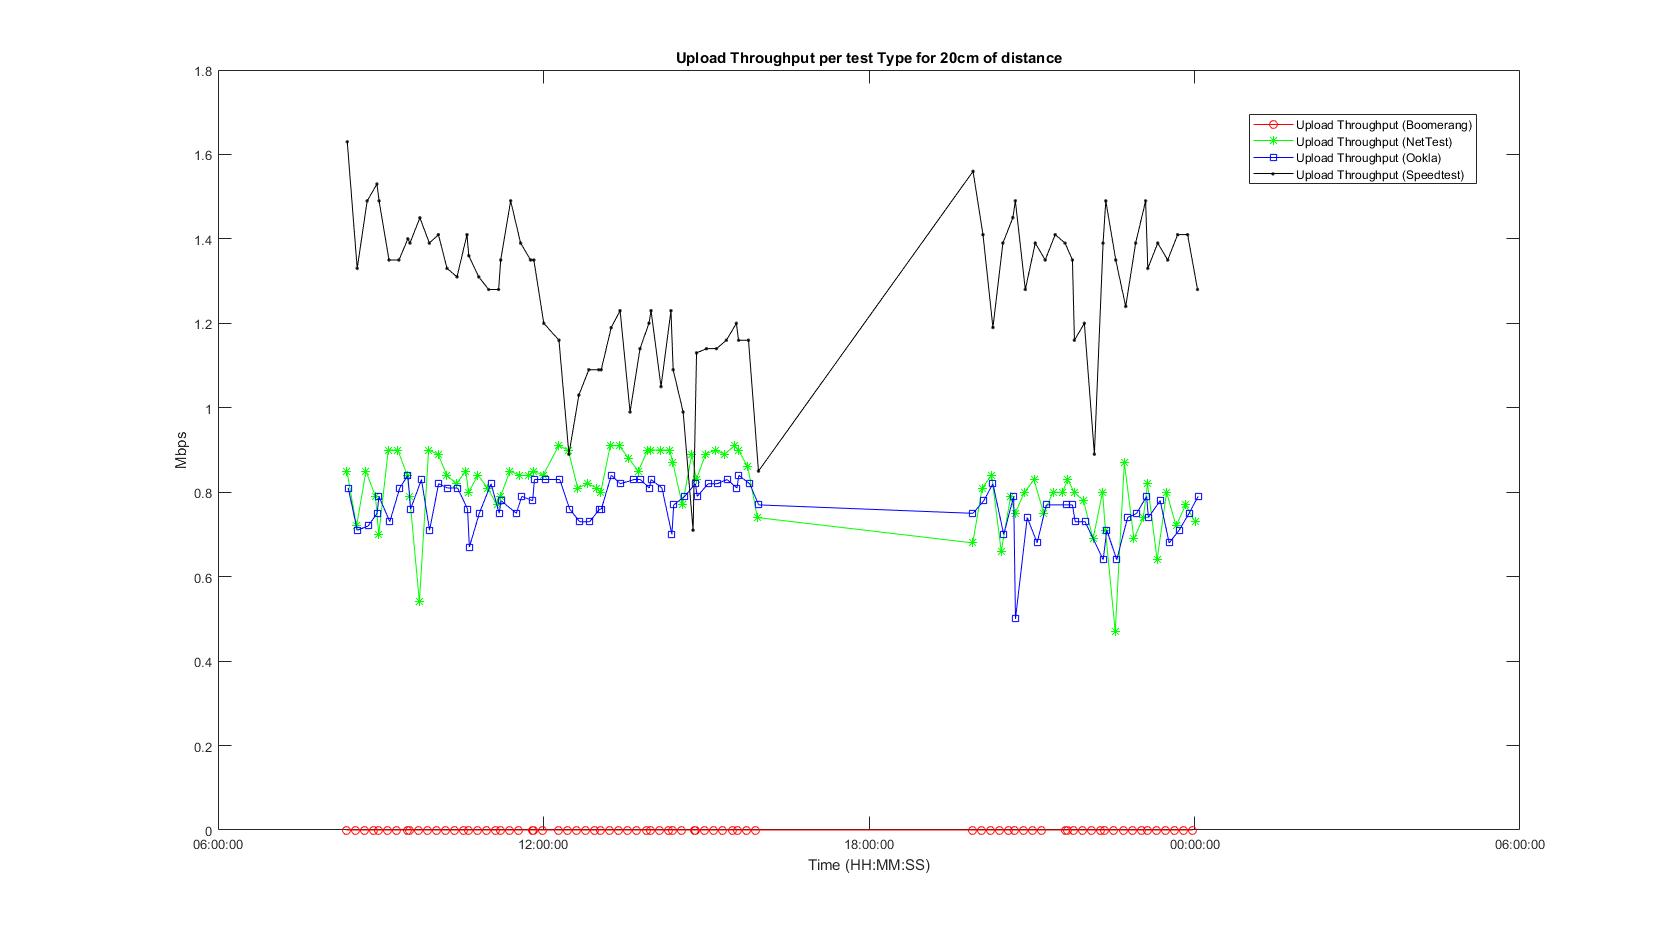 Upload Throughput per test Type for 20cm of distance
1.8
1.6
1.4
1.2
1
0.8
0.6
0.4
0.2
0
Mbps
Upload Throughput (Boomerang)
Upload Throughput (NetTest)
Upload Throughput (Ookla)
Upload Throughput (Speedtest)
06:00:00 12:00:00 18:00:00 00:00:00 06:00:00
Time (HH:MM:SS)